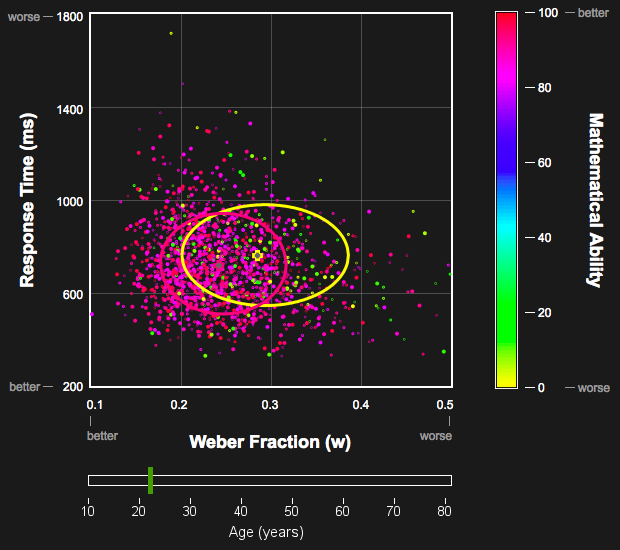 worse
1800
1400
1000
600
200
better
Response Time (ms)
0.1
0.2
0.3
0.4
0.5
better
worse
Weber Fraction (w)
100
better
80
60
40
20
0
worse
Mathematical Ability
10
20
30
40
50
60
70
80
Age (years)